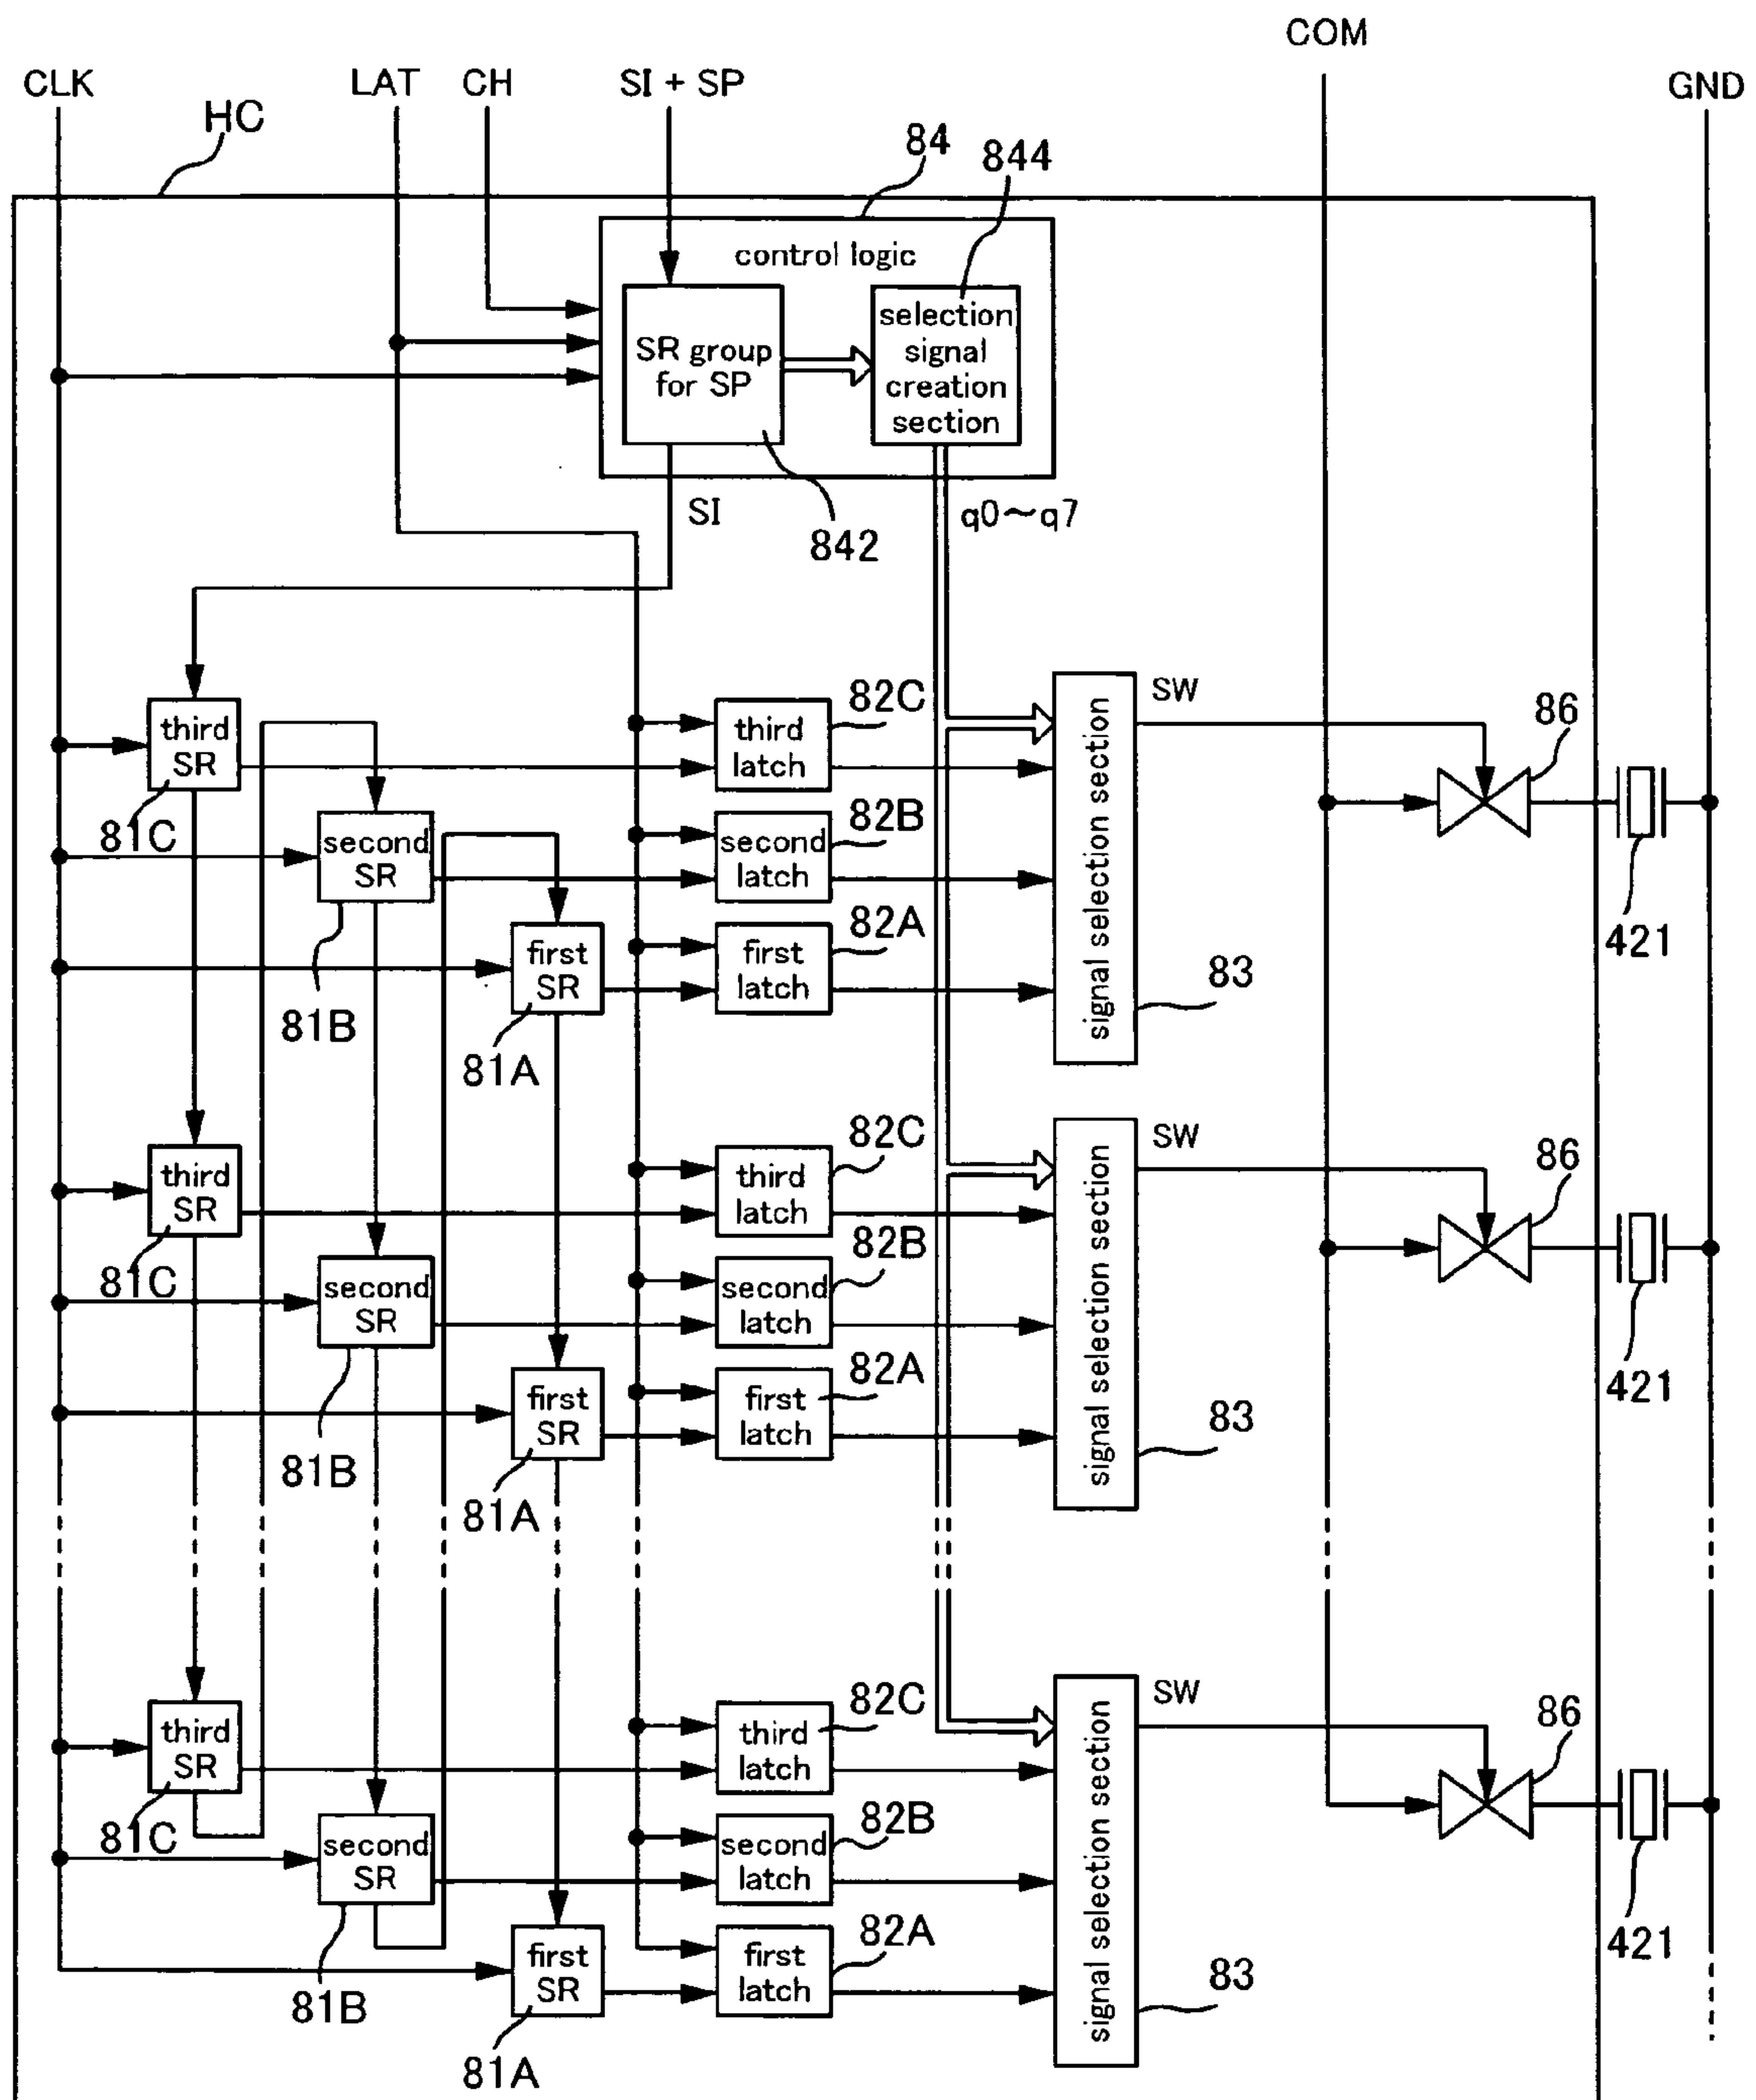 COM
CLK
LAT
CH
SI + SP
GND
HC
84
844
control logic
SR group
for SP
selection
signal
creation
section
SI
842
q0～q7
third
SR
81C
second
SR
81B
first
SR
81A
third
latch
82C
second
latch
82B
first
latch
82A
signal selection section
83
SW
86
421
third
SR
81C
second
SR
81B
first
SR
81A
third
latch
82C
second
latch
82B
first
latch
82A
signal selection section
83
SW
86
421
third
SR
81C
second
SR
81B
first
SR
81A
third
latch
82C
second
latch
82B
first
latch
82A
signal selection section
83
SW
86
421